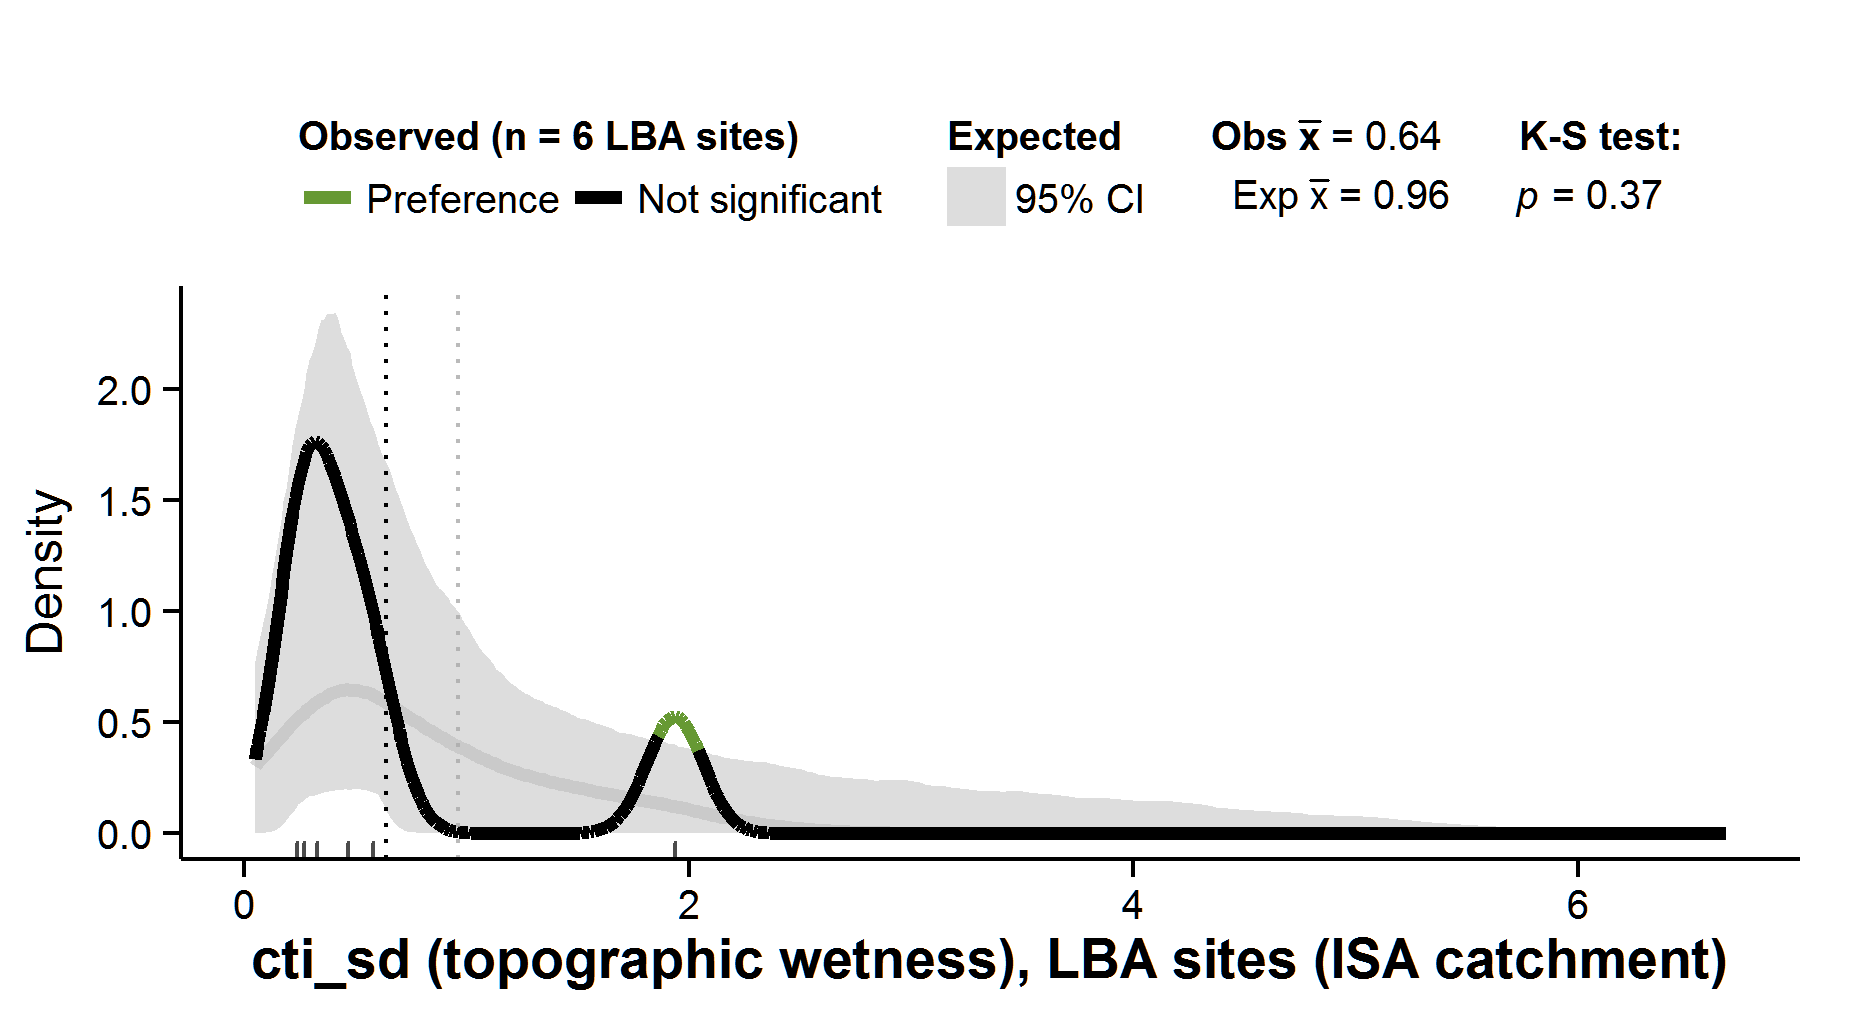 Observed (n = 6 LBA sites) Expected Obs x̅ = 0.64 K-S test:
Preference Not significant 95% CI Exp x̅ = 0.96 p = 0.37
Density
2.0
1.5
1.0
0.5
0.0
0 2 4 6
cti_sd (topographic wetness), LBA sites (ISA catchment)